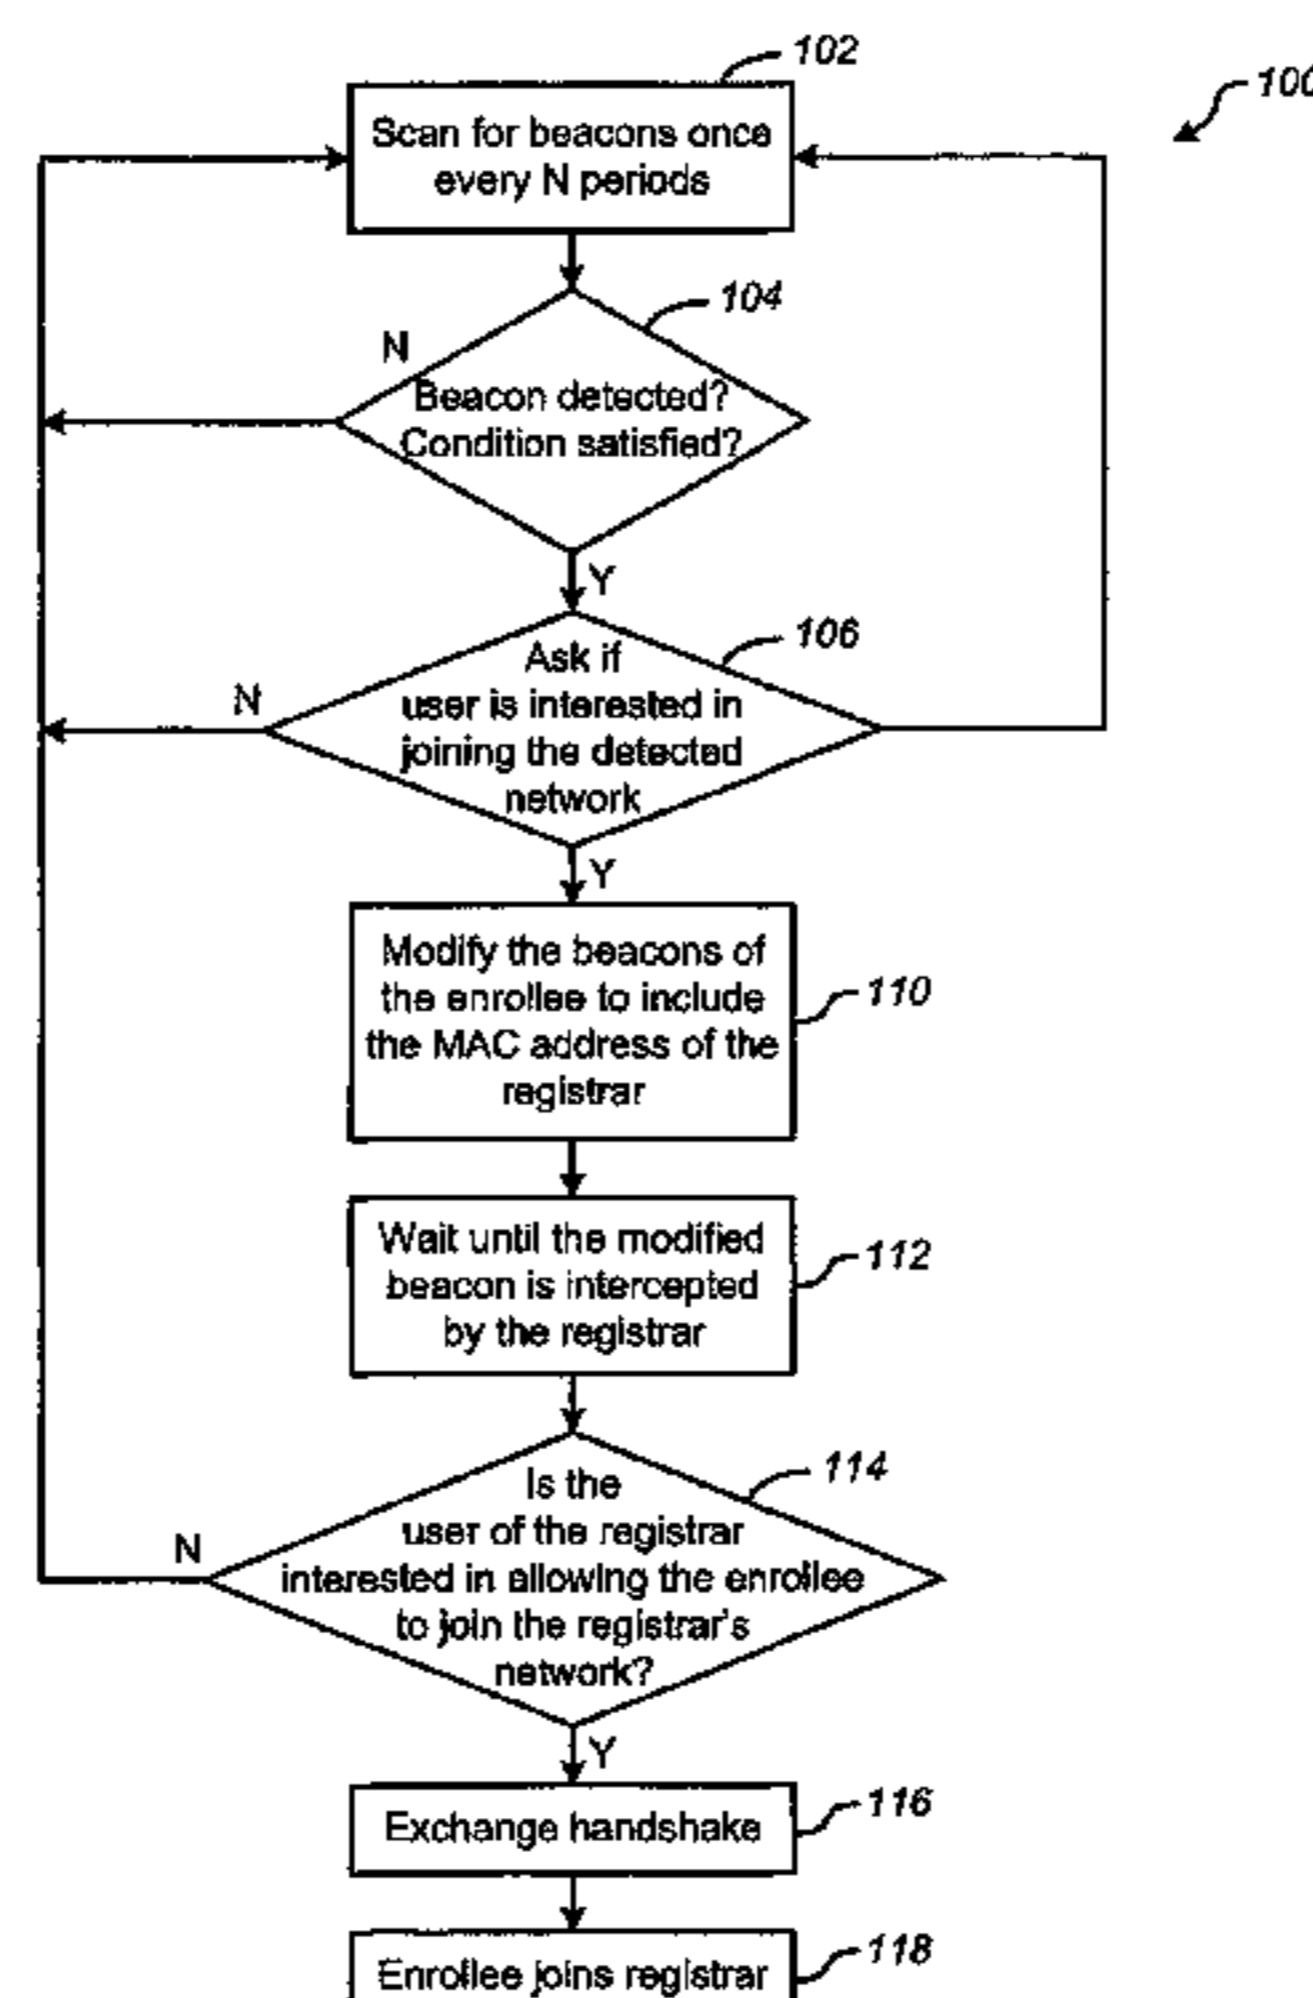 102
100
Scan for beacons once
every N periods
104
N
Beacon detected?
Condition satisfied?
Y
106
Ask if
user is interested in
joining the detected
network
N
Y
Modify the beacons of
the enrollee to include
the MAC address of the
registrar
110
Wait until the modified
beacon is intercepted
by the registrar
112
114
Is the
user of the registrar
interested in allowing the enrollee
to join the registrar's
network?
N
Y
Exchange handshake
116
Enrollee joins registrar
118